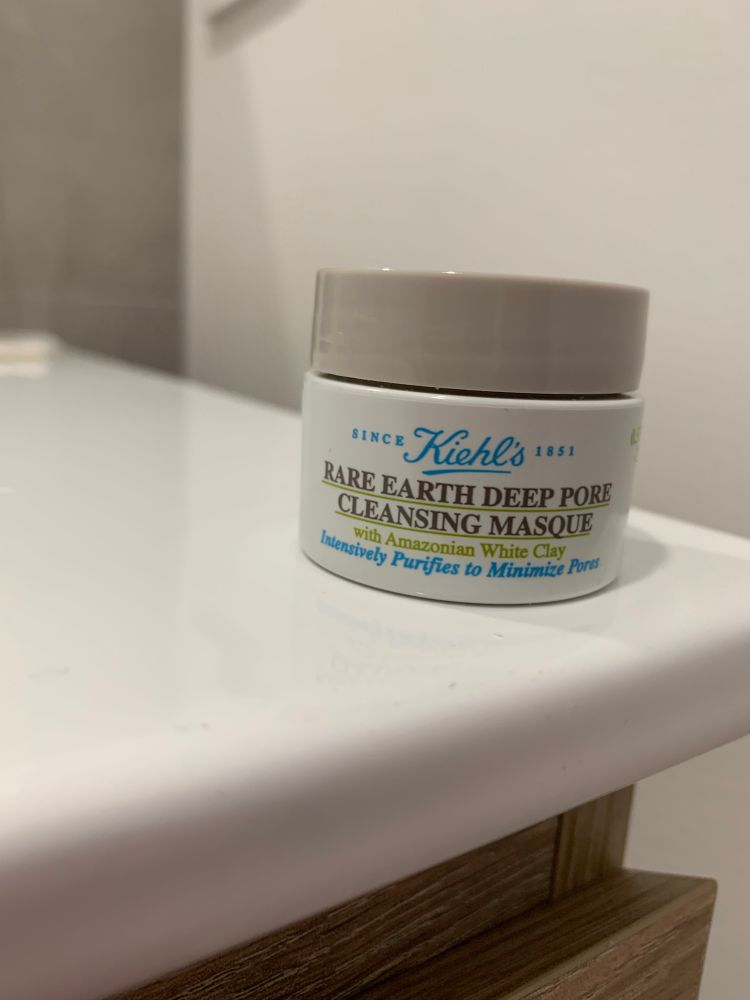 SINCE Kiehl's 1851
RARE EARTH DEEP PORE
CLEANSING MASQUE
with Amazonian White Clay
Intensively Purifies to Minimize Pores